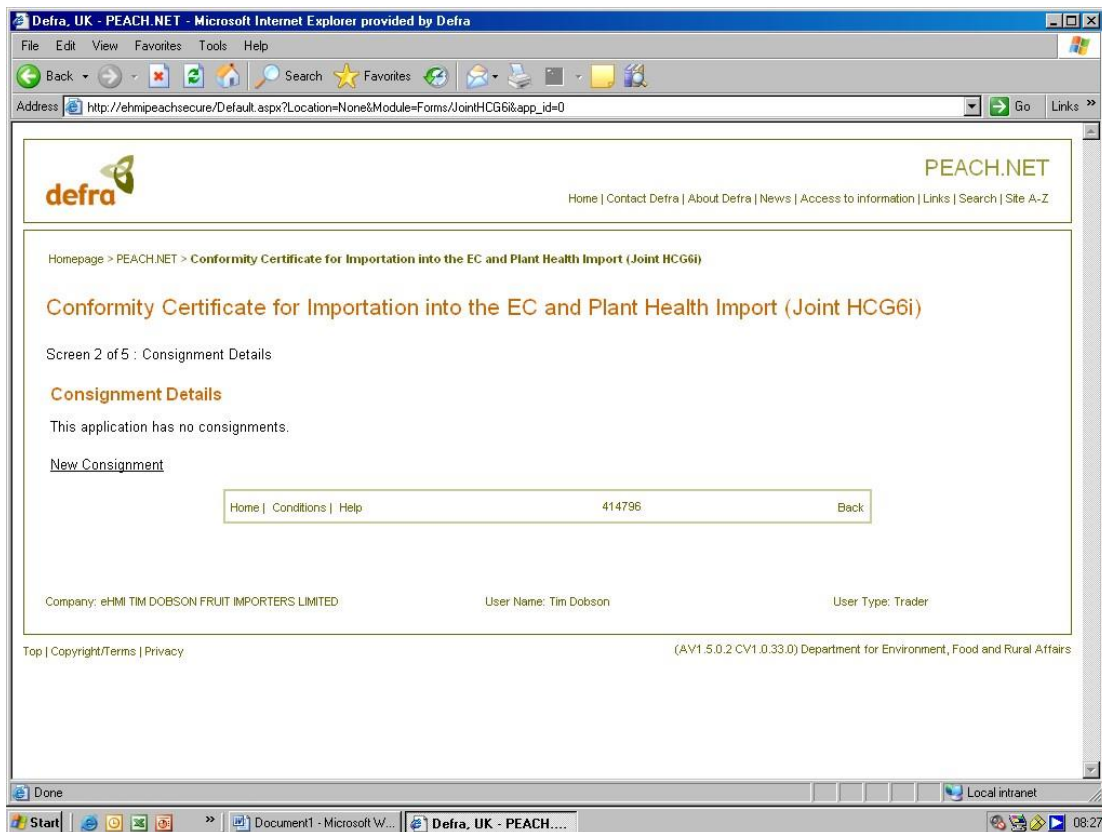 Defra, UK - PEACH.NET - Microsoft Internet Explorer provided by Defra
File Edit View Favorites Tools Help
Back Search Favorites
Address http://ehmipeachsecure/Default.aspx?Location=None&Module=Forms/JointHCG6i&app_id=0 Go Links »
defra
PEACH.NET
Home | Contact Defra | About Defra | News | Access to information | Links | Search | Site A-Z
Homepage > PEACH.NET > Conformity Certificate for Importation into the EC and Plant Health Import (Joint HCG6i)
Conformity Certificate for Importation into the EC and Plant Health Import (Joint HCG6i)
Screen 2 of 5 : Consignment Details
Consignment Details
This application has no consignments.
New Consignment
Home | Conditions | Help 414796 Back
Company: eHMI TIM DOBSON FRUIT IMPORTERS LIMITED User Name: Tim Dobson User Type: Trader
Top | Copyright/Terms | Privacy (AV1.5.0.2 CV1.0.33.0) Department for Environment, Food and Rural Affairs
Done Local intranet
Start » Document1 - Microsoft W... Defra, UK - PEACH.... 08:27